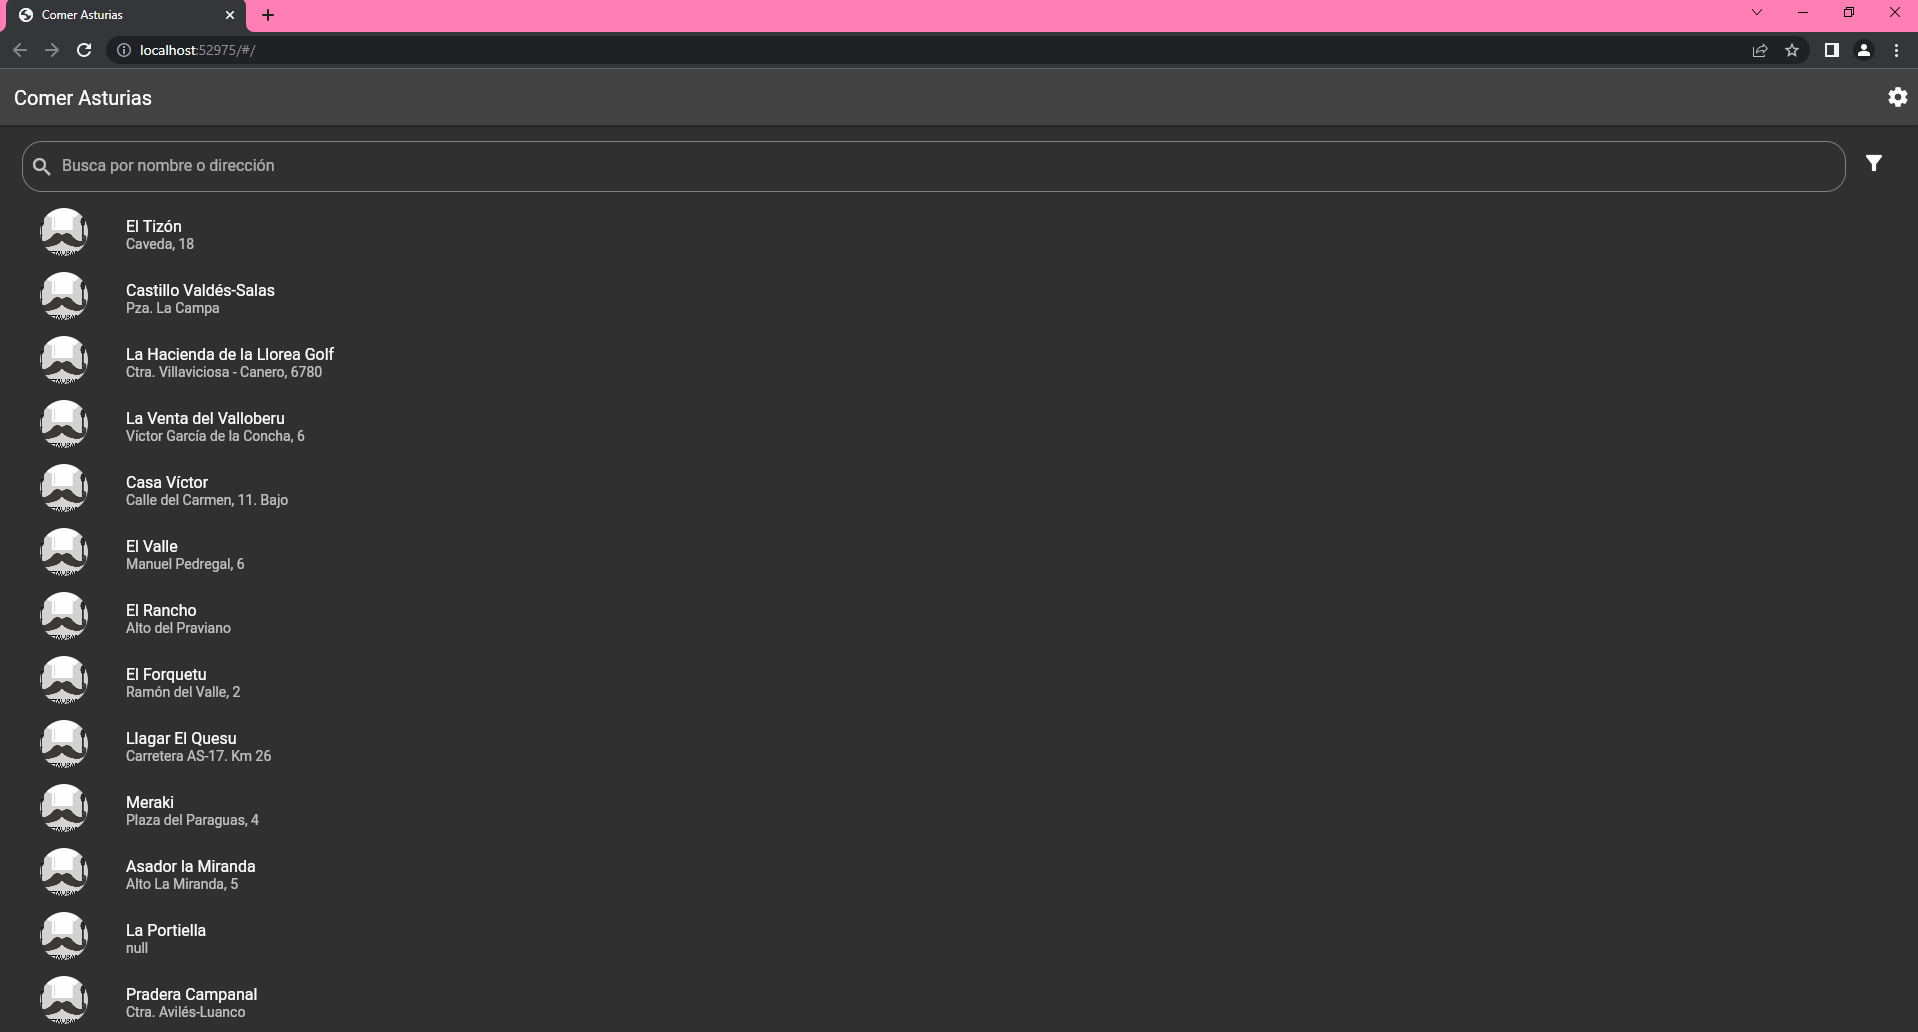 Comer Asturias
localhost:52975/#/
Comer Asturias
Busca por nombre o dirección
El Tizón
Caveda, 18
Castillo Valdés-Salas
Pza. La Campa
La Hacienda de la Llorea Golf
Ctra. Villaviciosa - Canero, 6780
La Venta del Valloberu
Víctor García de la Concha, 6
Casa Víctor
Calle del Carmen, 11. Bajo
El Valle
Manuel Pedregal, 6
El Rancho
Alto del Praviano
El Forquetu
Ramón del Valle, 2
Llagar El Quesu
Carretera AS-17. Km 26
Meraki
Plaza del Paraguas, 4
Asador la Miranda
Alto La Miranda, 5
La Portiella
null
Pradera Campanal
Ctra. Avilés-Luanco